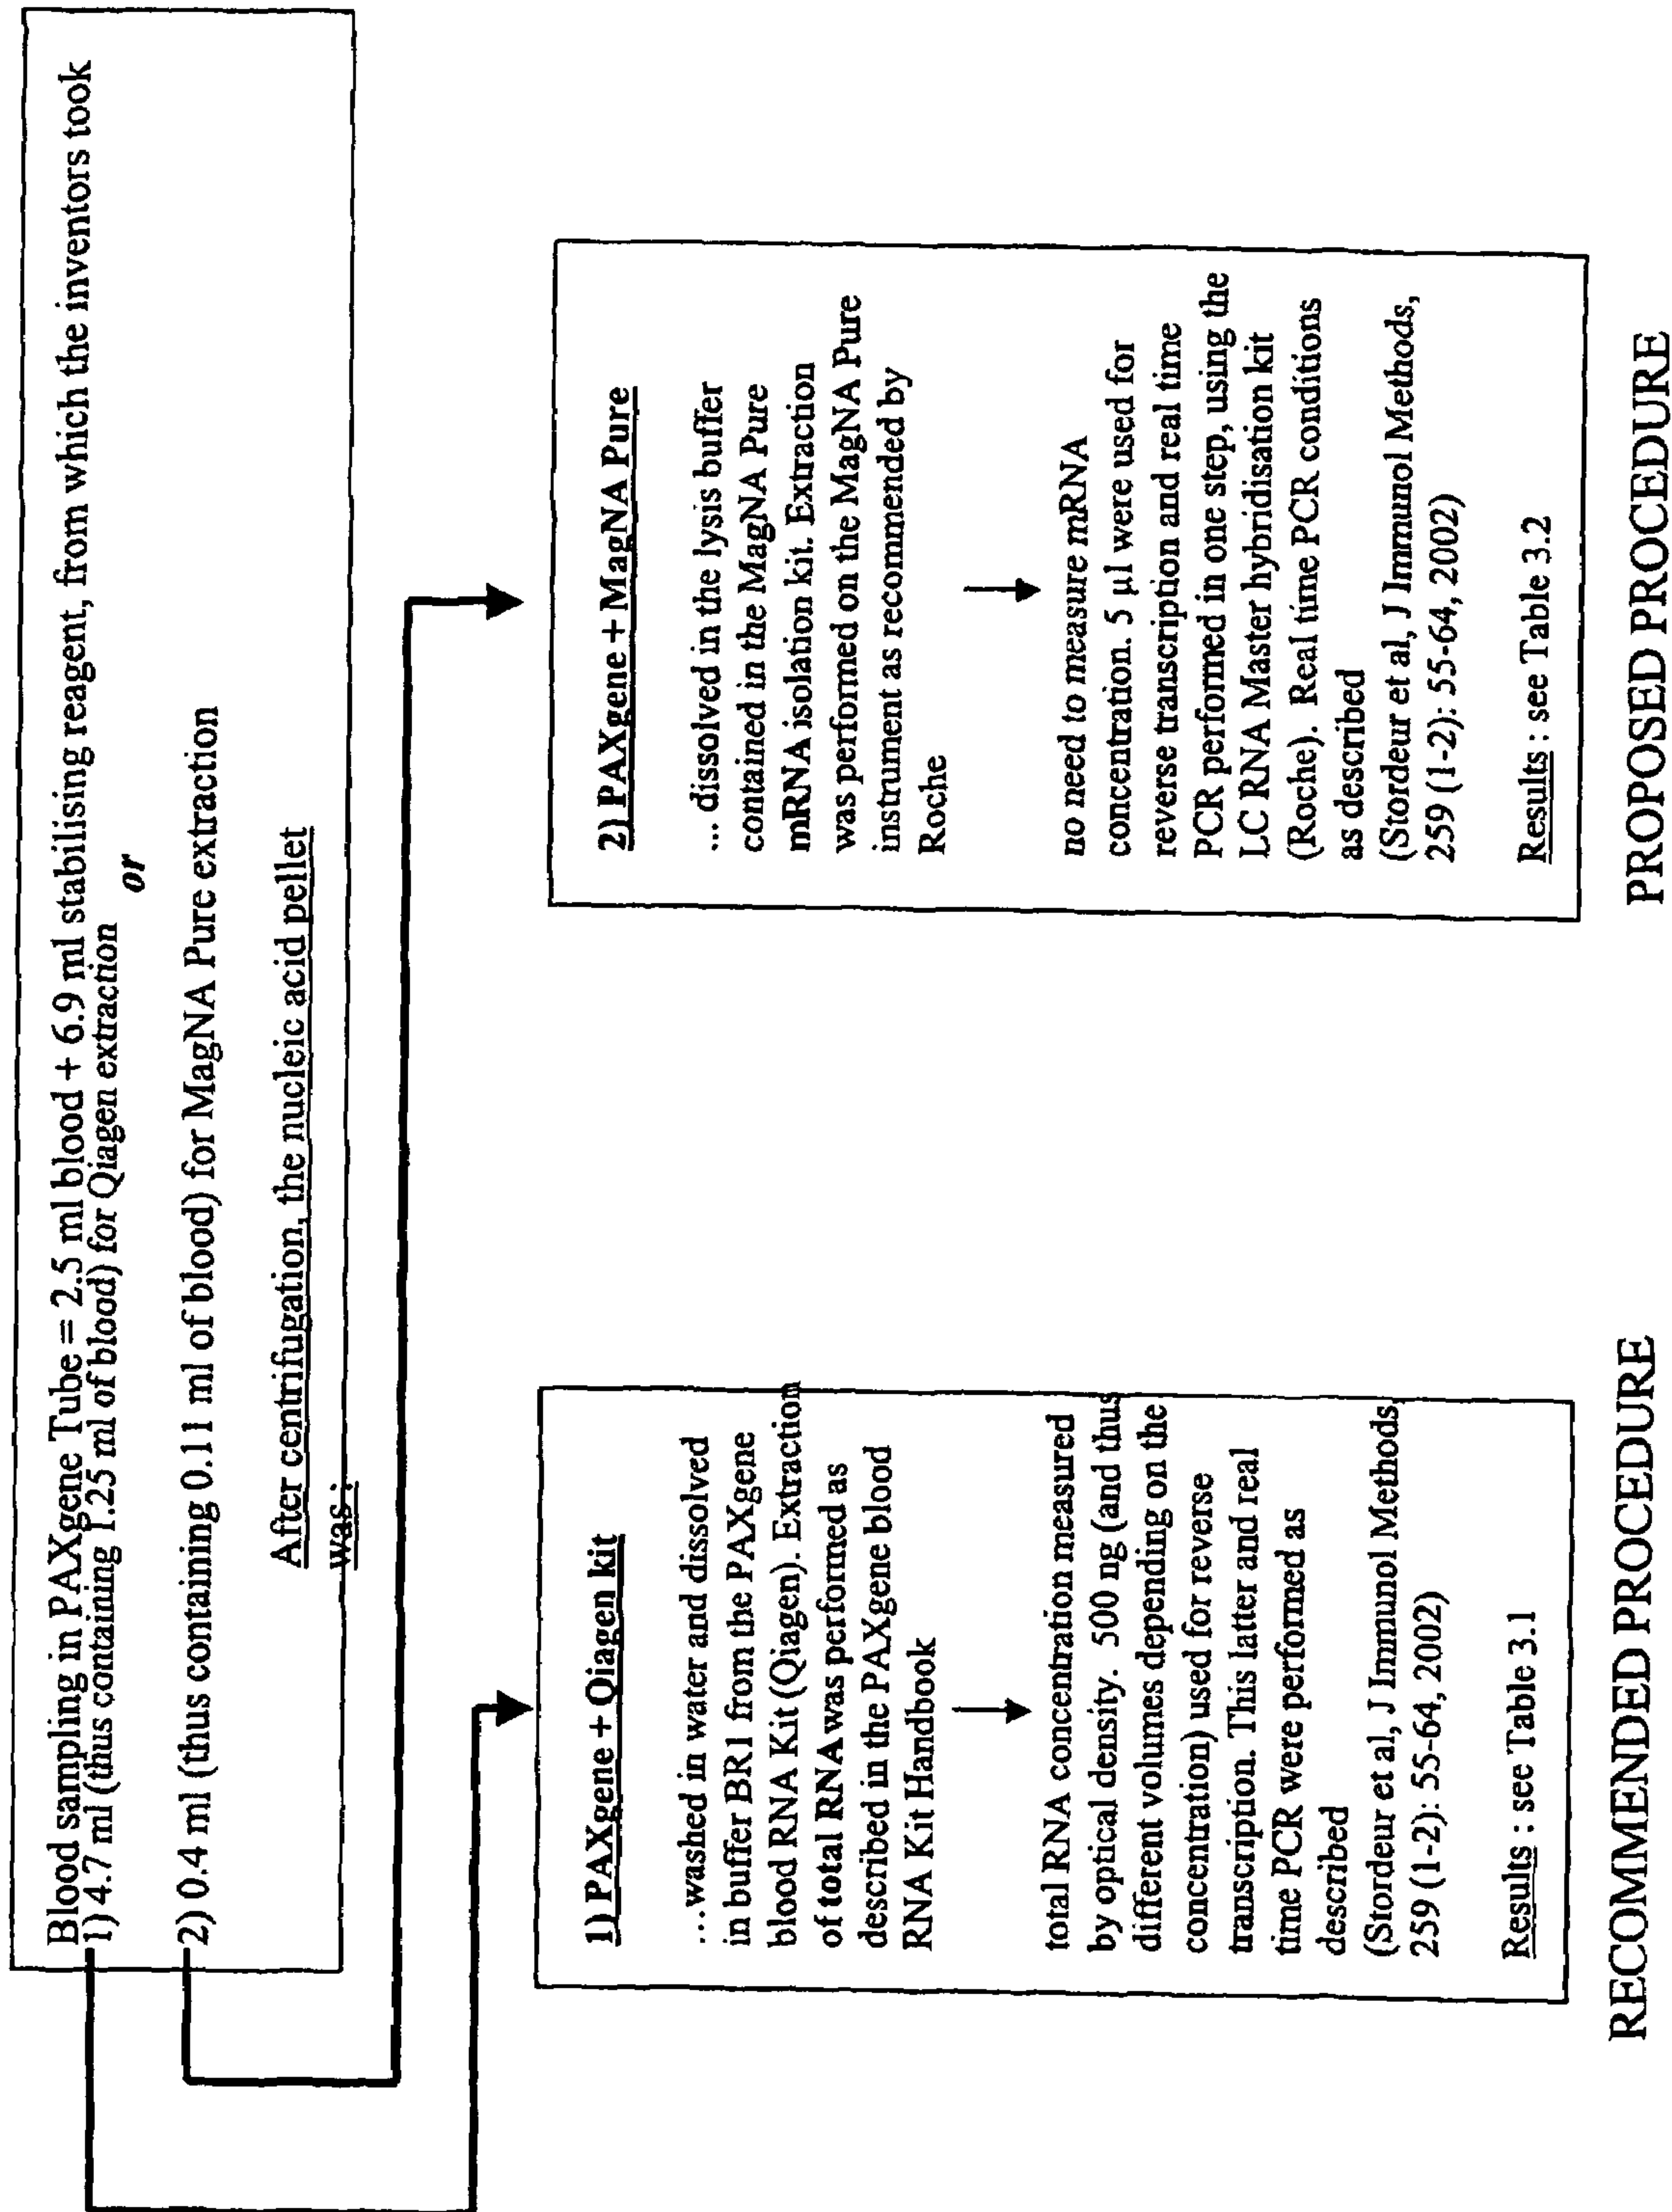 Blood sampling in PAXgene Tube = 2.5 ml blood + 6.9 ml stabilising reagent, from which the inventors took
1) 4.7 ml (thus containing 1.25 ml of blood) for Qiagen extraction
or
2) 0.4 ml (thus containing 0.11 ml of blood) for MagNA Pure extraction
After centrifugation, the nucleic acid pellet
was :
1) PAXgene + Qiagen kit
...washed in water and dissolved
in buffer BR1 from the PAXgene
blood RNA Kit (Qiagen). Extraction
of total RNA was performed as
described in the PAXgene blood
RNA Kit Handbook
total RNA concentration measured
by optical density. 500 ng (and thus
different volumes depending on the
concentration) used for reverse
transcription. This latter and real
time PCR were performed as
described
(Stordeur et al, J Immunol Methods,
259 (1-2): 55-64, 2002)
Results : see Table 3.1
RECOMMENDED PROCEDURE
2) PAXgene + MagNA Pure
... dissolved in the lysis buffer
contained in the MagNA Pure
mRNA isolation kit. Extraction
was performed on the MagNA Pure
instrument as recommended by
Roche
no need to measure mRNA
concentration. 5 µl were used for
reverse transcription and real time
PCR performed in one step, using the
LC RNA Master hybridisation kit
(Roche). Real time PCR conditions
as described
(Stordeur et al, J Immunol Methods,
259 (1-2): 55-64, 2002)
Results : see Table 3.2
PROPOSED PROCEDURE